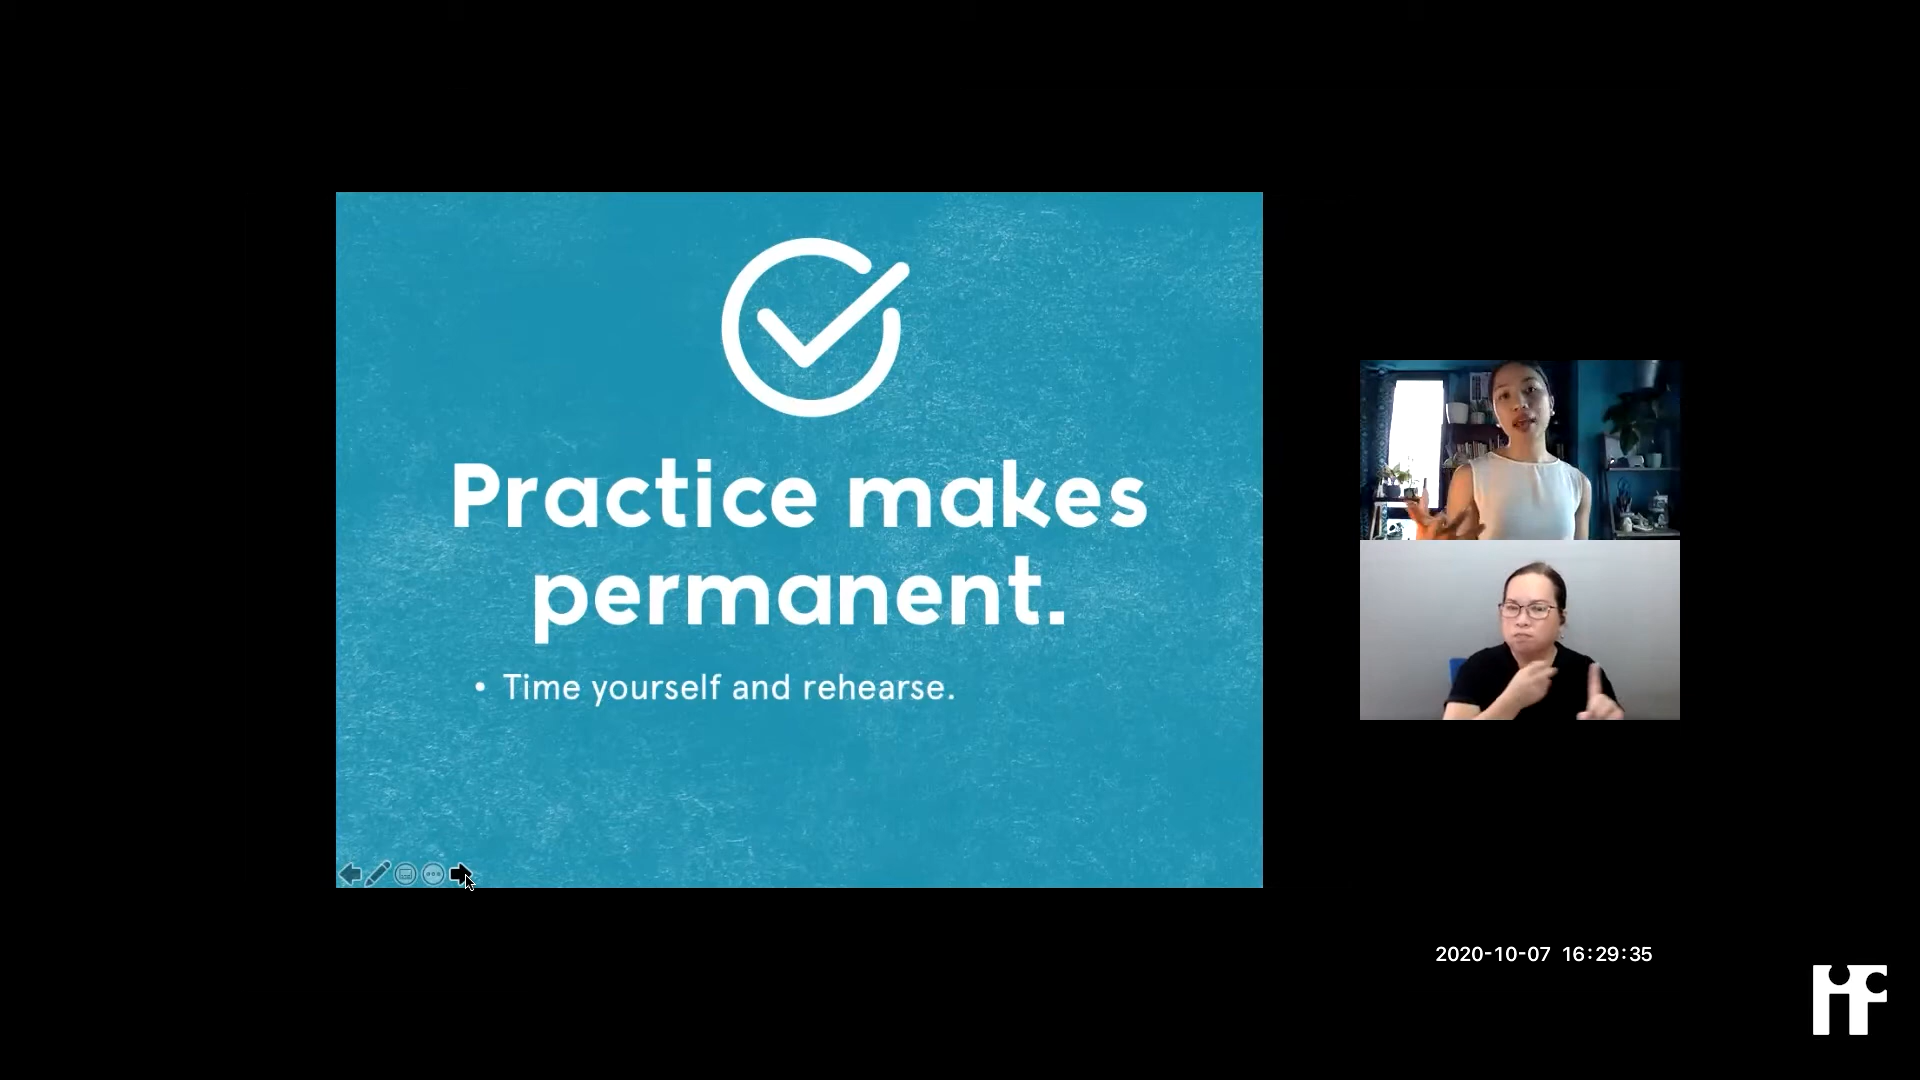 Practice makes
permanent.
• Time yourself and rehearse.
2020-10-07 16:29:35